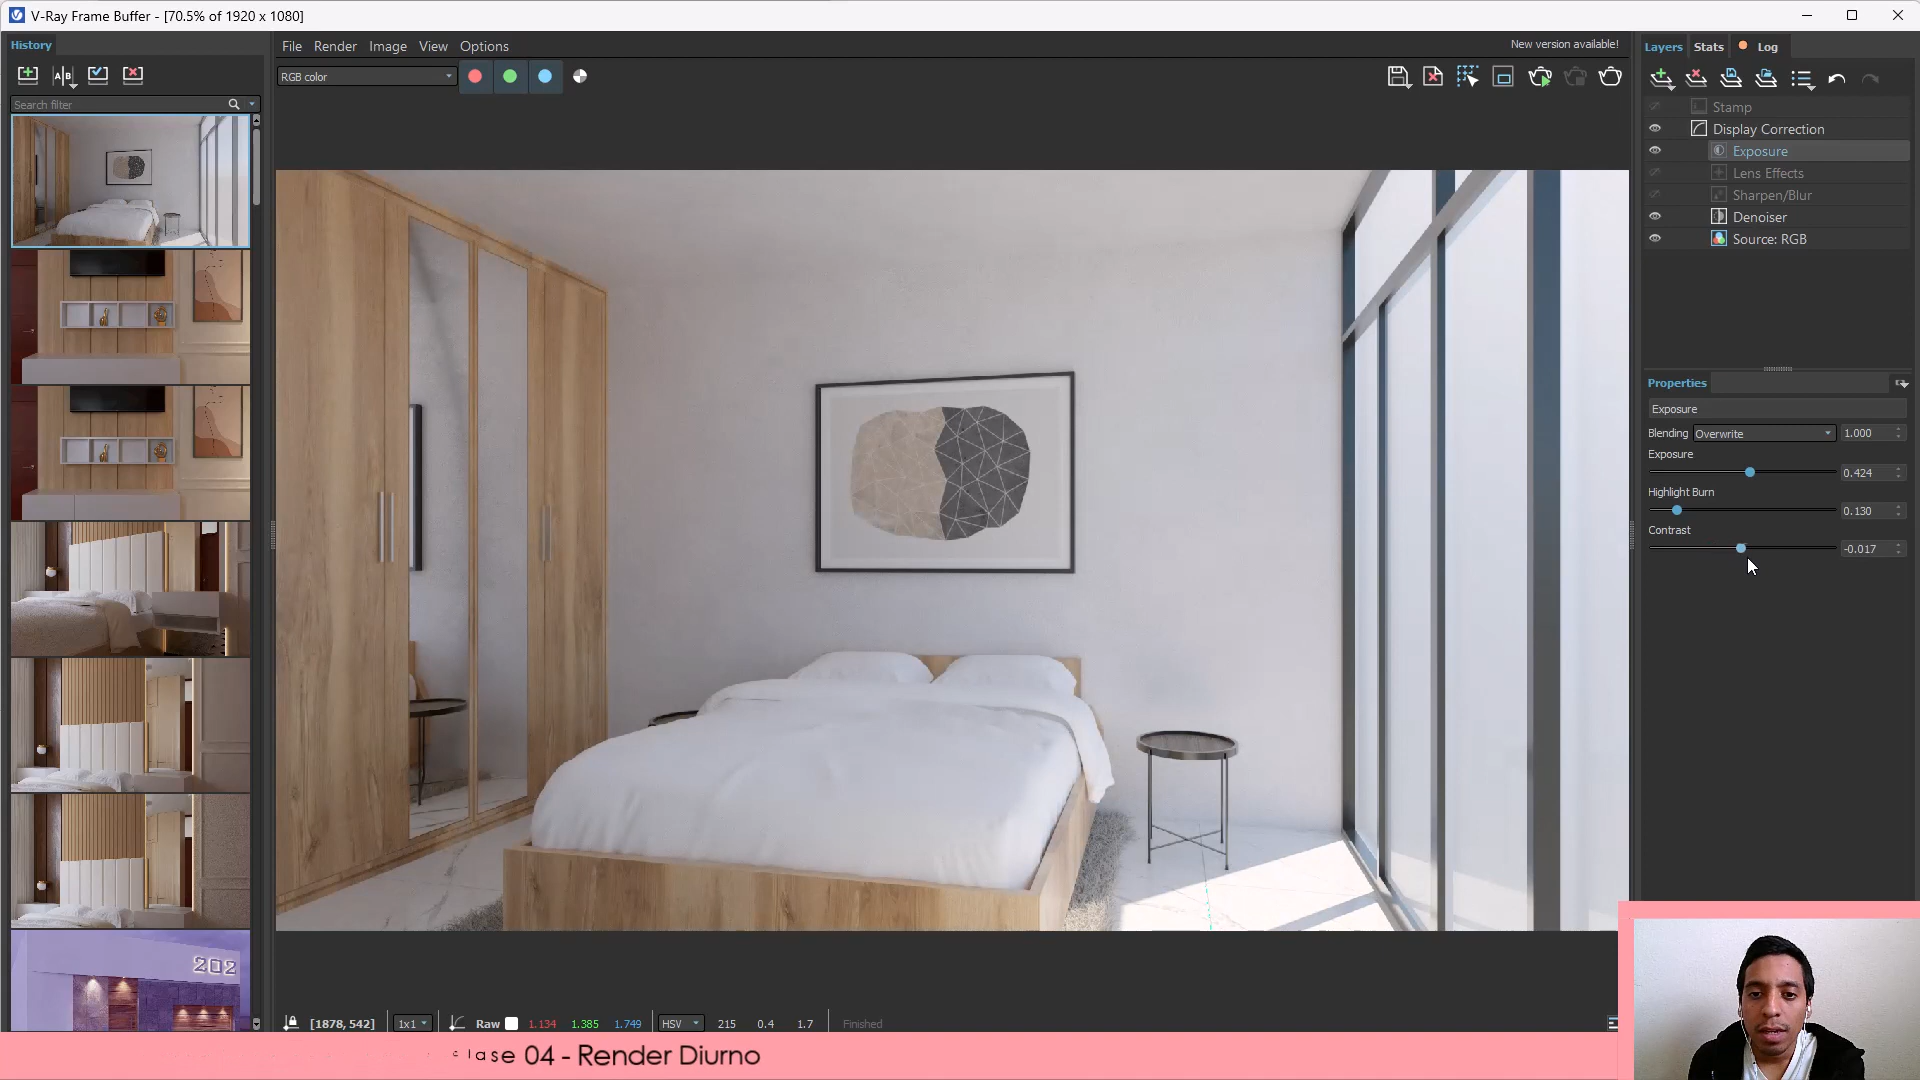 V-Ray Frame Buffer - [70.5% of 1920 x 1080]
History
File Render Image View Options
New version available!
Layers Stats Log
A|B
RGB color
Search filter
Stamp
Display Correction
Exposure
Lens Effects
Sharpen/Blur
Denoiser
Source: RGB
Properties
Exposure
Blending Overwrite 1.000
Exposure
0.424
Highlight Burn
0.130
Contrast
-0.017
202
[1878, 542] 1x1 Raw 1.134 1.385 1.749 HSV 215 0.4 1.7 Finished
clase 04 - Render Diurno